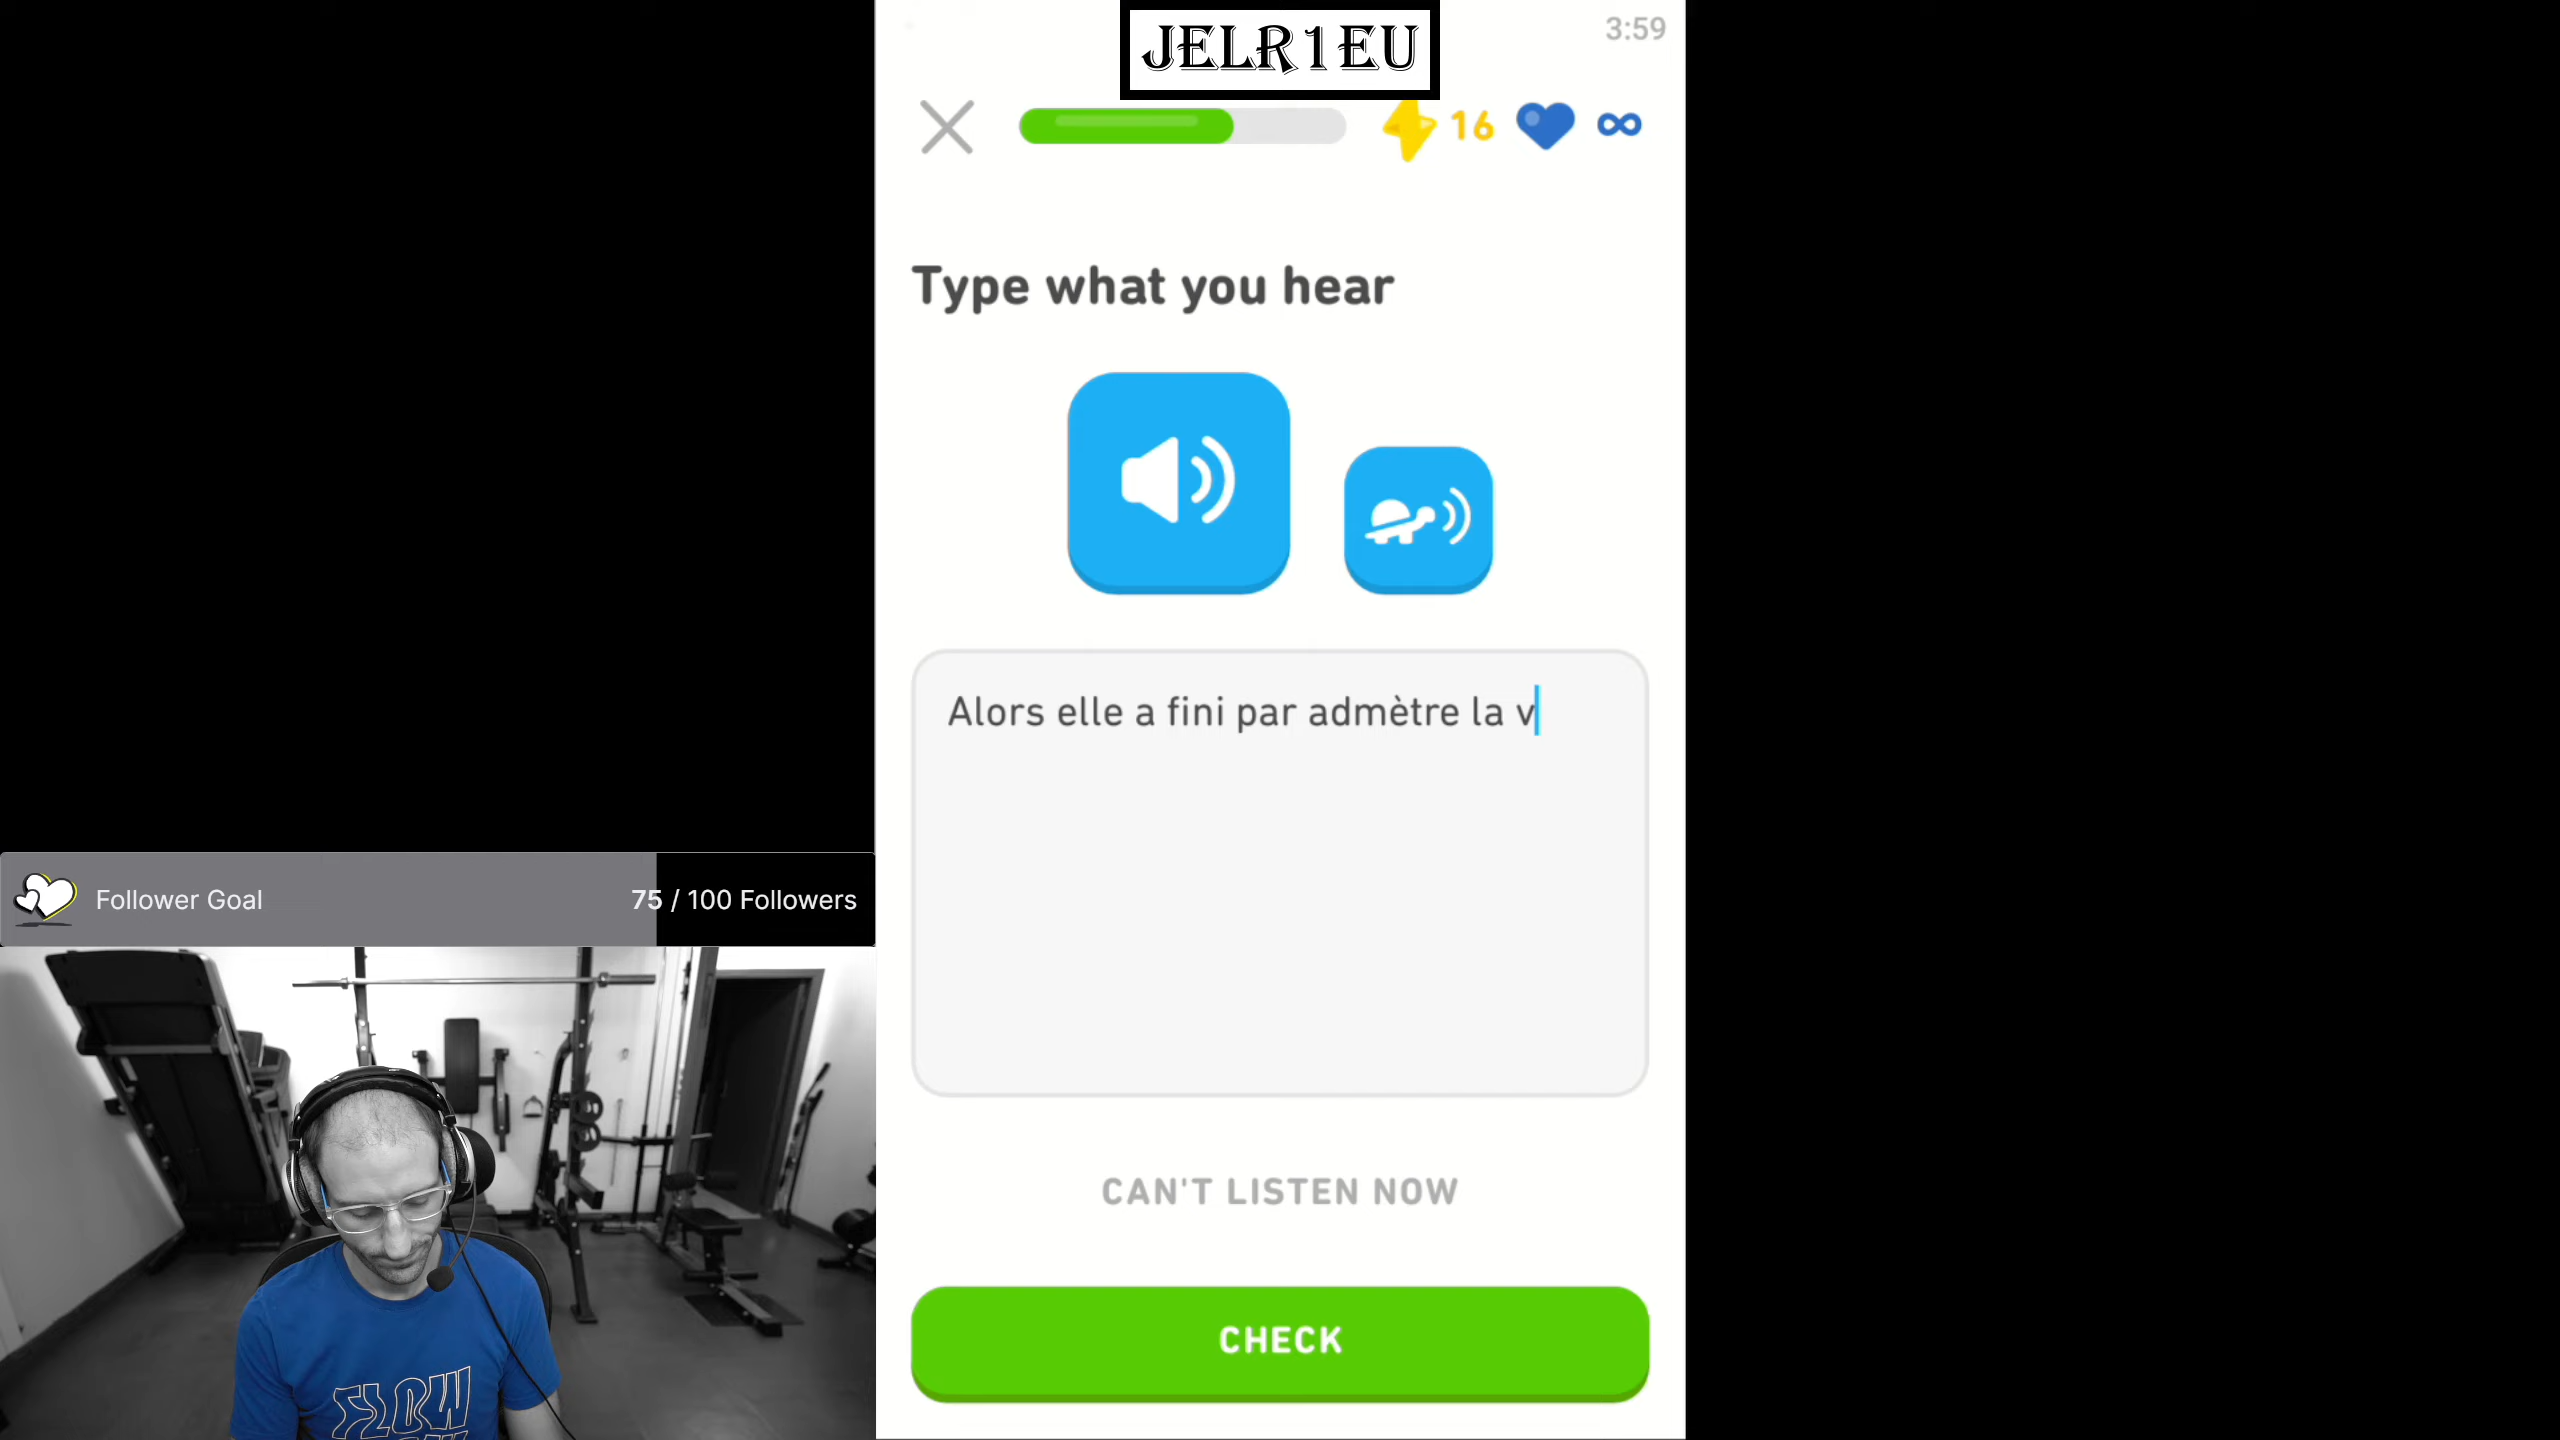 JELR1EU
3:59
16
Type what you hear
Alors elle a fini par admètre la v
CAN'T LISTEN NOW
CHECK
Follower Goal
75 / 100 Followers
FLOW